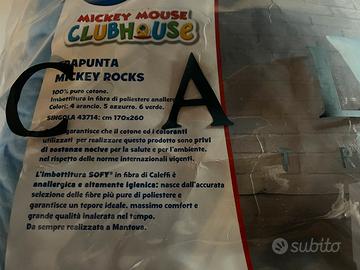 MICKEY MOUSE
CLUBHOUSE
RAPUNTA
MICKEY ROCKS
C A
100% puro cotone.
Imbottitura in fibra di poliestere
Colori: 4 arancio. 5 azzurro. 6 verde.
SINGOLA 43714: cm 170x260
garantisce che il cotone ed i coloranti
utilizzati per realizzare questo prodotto sono privi
di sostanze nocive per la salute e per l'ambiente,
nel rispetto delle norme internazionali vigenti.
L'imbottitura SOFY® in fibra di Caleffi è
anallergica e altamente igienica: nasce dall'accurata
selezione delle fibre più pure di poliestere e
garantisce un tepore ideale, massimo comfort e
grande qualità inalerata nel tempo.
Da sempre realizzata a Mantova.
T R
subito